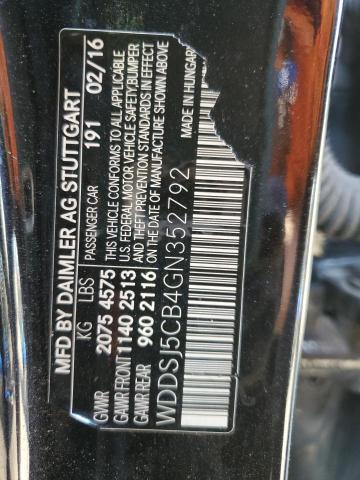 MFD BY DAIMLER AG STUTTGART
PASSENGER CAR 191 02/16
KG LBS
GVWR 2075 4575
GAWR FRONT 1140 2513
GAWR REAR 960 2116
THIS VEHICLE CONFORMS TO ALL APPLICABLE
U.S. FEDERAL MOTOR VEHICLE SAFETY, BUMPER
AND THEFT PREVENTION STANDARDS IN EFFECT
ON THE DATE OF MANUFACTURE
MADE IN HUNGARY
WDDSJ5CB4GN352792